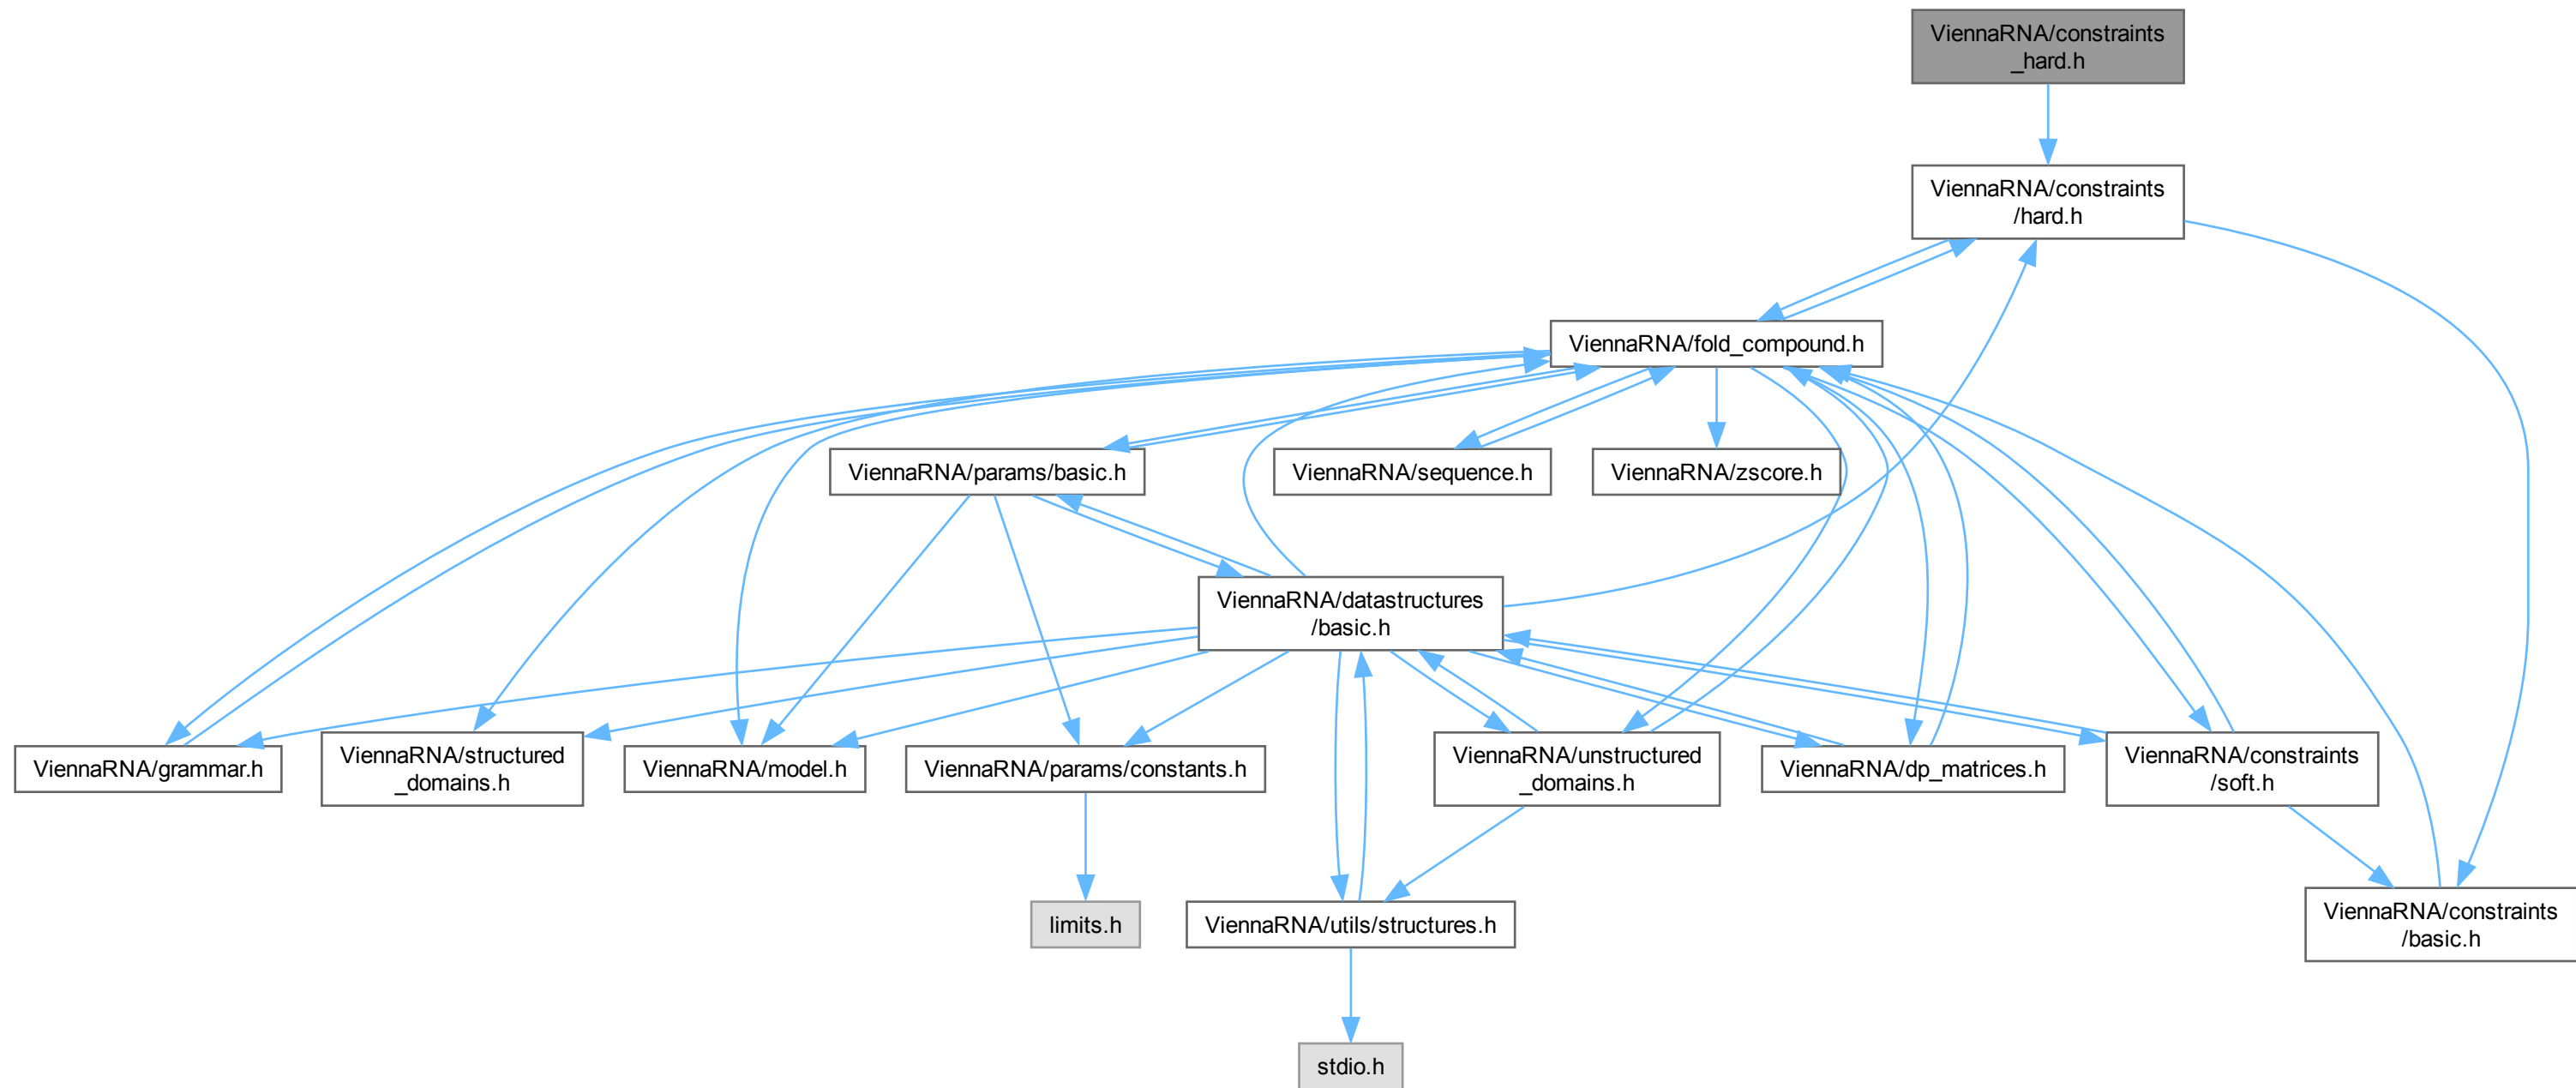 ViennaRNA/constraints
_hard.h
ViennaRNA/constraints
/hard.h
ViennaRNA/fold_compound.h
ViennaRNA/params/basic.h
ViennaRNA/sequence.h
ViennaRNA/zscore.h
ViennaRNA/datastructures
/basic.h
ViennaRNA/grammar.h
ViennaRNA/structured
_domains.h
ViennaRNA/model.h
ViennaRNA/params/constants.h
ViennaRNA/unstructured
_domains.h
ViennaRNA/dp_matrices.h
ViennaRNA/constraints
/soft.h
limits.h
ViennaRNA/utils/structures.h
ViennaRNA/constraints
/basic.h
stdio.h